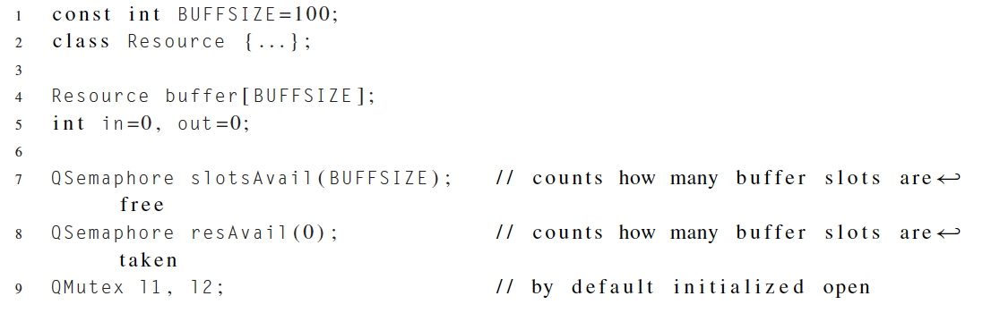 1 const int BUFFSIZE=100;
2 class Resource {...};
3
4 Resource buffer[BUFFSIZE];
5 int in=0, out=0;
6
7 QSemaphore slotsAvail(BUFFSIZE); // counts how many buffer slots are↩
free
8 QSemaphore resAvail(0); // counts how many buffer slots are↩
taken
9 QMutex l1, l2; // by default initialized open